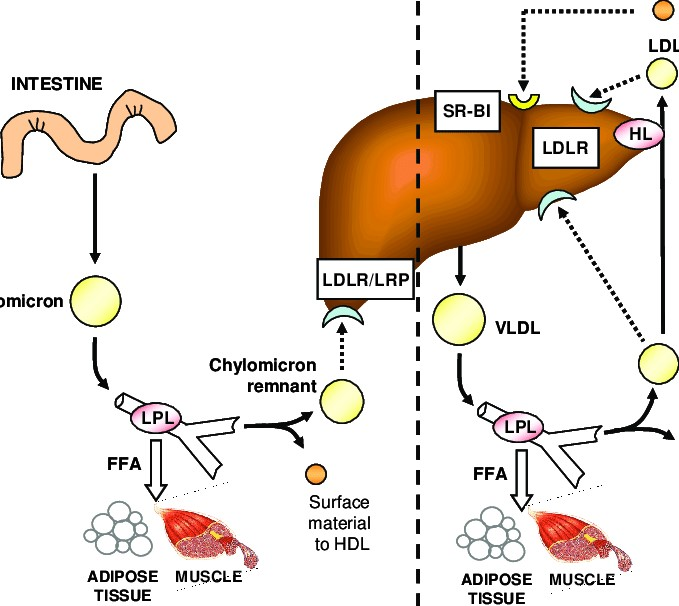 INTESTINE
omicron
LPL
FFA
ADIPOSE
TISSUE
MUSCLE
Chylomicron
remnant
Surface
material
to HDL
LDLR/LRP
SR-BI
LDLR
HL
LDL
VLDL
LPL
FFA
ADIPOSE
TISSUE
MUSCLE